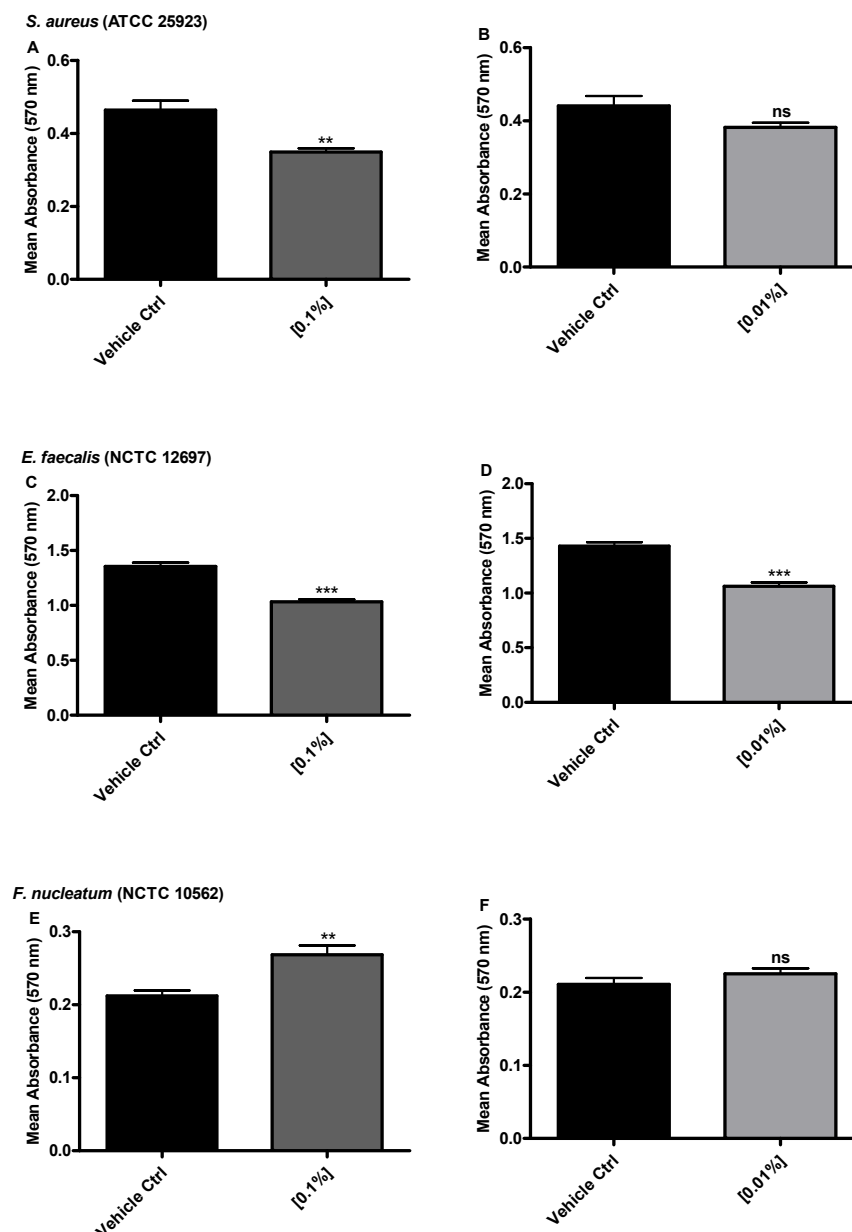 S. aureus (ATCC 25923)
A
Mean Absorbance (570 nm)
0.6
0.4
0.2
0.0
**
Vehicle Ctrl
[0.1%]
B
Mean Absorbance (570 nm)
0.6
0.4
0.2
0.0
ns
Vehicle Ctrl
[0.01%]
E. faecalis (NCTC 12697)
C
Mean Absorbance (570 nm)
2.0
1.5
1.0
0.5
0.0
***
Vehicle Ctrl
[0.1%]
D
Mean Absorbance (570 nm)
2.0
1.5
1.0
0.5
0.0
***
Vehicle Ctrl
[0.01%]
F. nucleatum (NCTC 10562)
E
Mean Absorbance (570 nm)
0.3
0.2
0.1
0.0
**
Vehicle Ctrl
[0.1%]
F
Mean Absorbance (570 nm)
0.3
0.2
0.1
0.0
ns
Vehicle Ctrl
[0.01%]